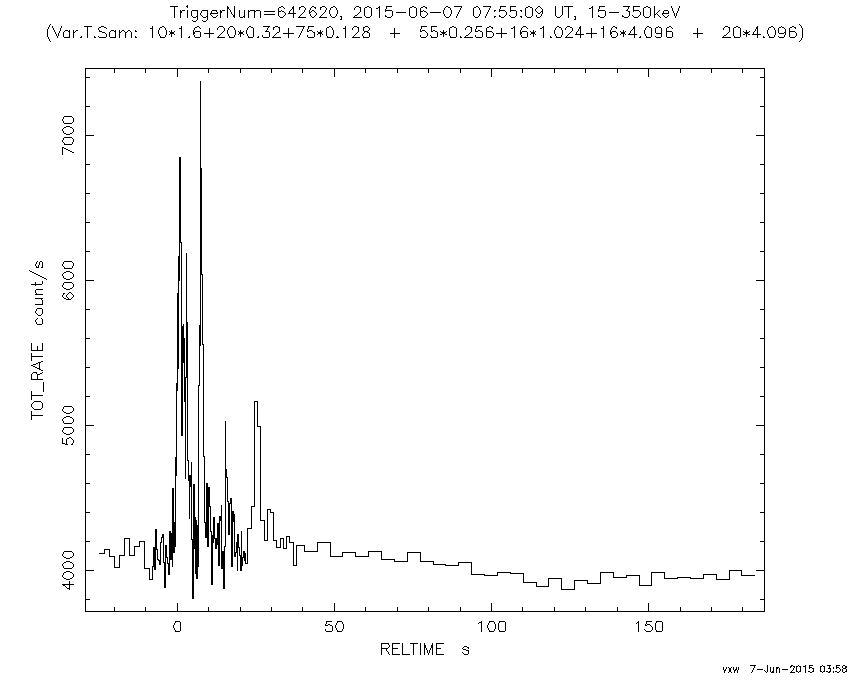 TriggerNum=642620, 2015-06-07 07:55:09 UT, 15-350keV
(Var.T.Sam: 10*1.6+20*0.32+75*0.128 + 55*0.256+16*1.024+16*4.096 + 20*4.096)
7000
6000
5000
4000
TOT_RATE count/s
0 50 100 150
RELTIME s
vxw 7-Jun-2015 03:58